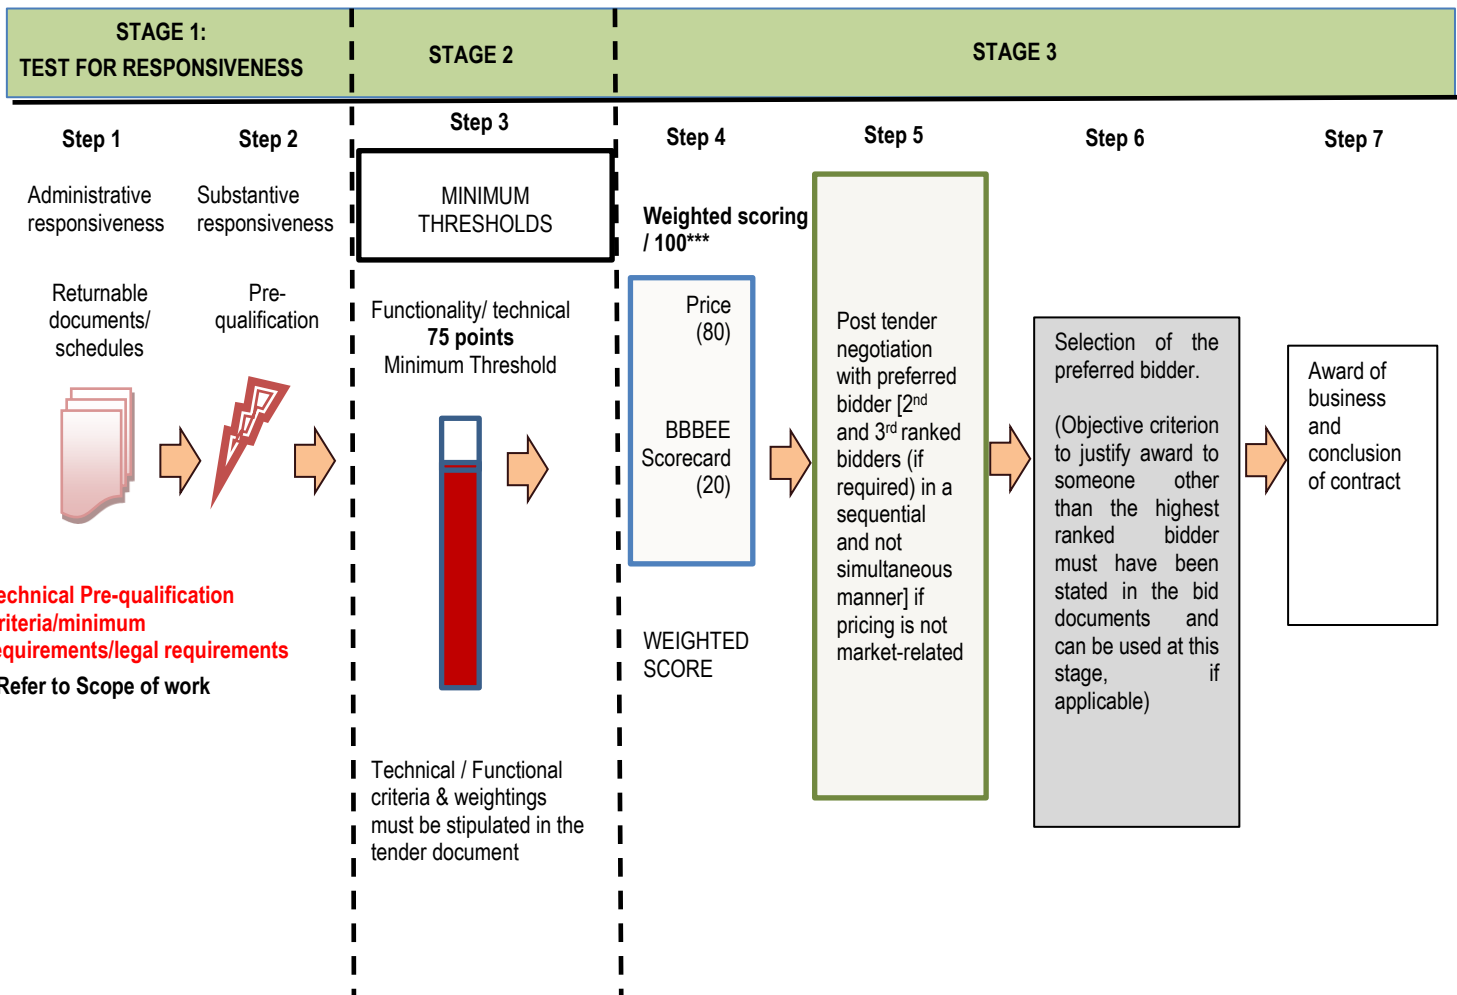 STAGE 1:
TEST FOR RESPONSIVENESS
STAGE 2
STAGE 3
Step 1
Step 2
Step 3
Step 4
Step 5
Step 6
Step 7
Administrative
responsiveness
Returnable
documents/
schedules
Substantive
responsiveness
Pre-
qualification
echnical Pre-qualification
riteria/minimum
equirements/legal requirements
Refer to Scope of work
MINIMUM
THRESHOLDS
Functionality/ technical
75 points
Minimum Threshold
Technical / Functional
criteria & weightings
must be stipulated in the
tender document
Weighted scoring
/ 100***
Price
(80)
BBBEE
Scorecard
(20)
WEIGHTED
SCORE
Post tender
negotiation
with preferred
bidder [2nd
and 3rd ranked
bidders (if
required) in a
sequential
and not
simultaneous
manner] if
pricing is not
market-related
Selection of the
preferred bidder.
(Objective criterion
to justify award to
someone other
than the highest
ranked bidder
must have been
stated in the bid
documents and
can be used at this
stage, if
applicable)
Award of
business
and
conclusion
of contract